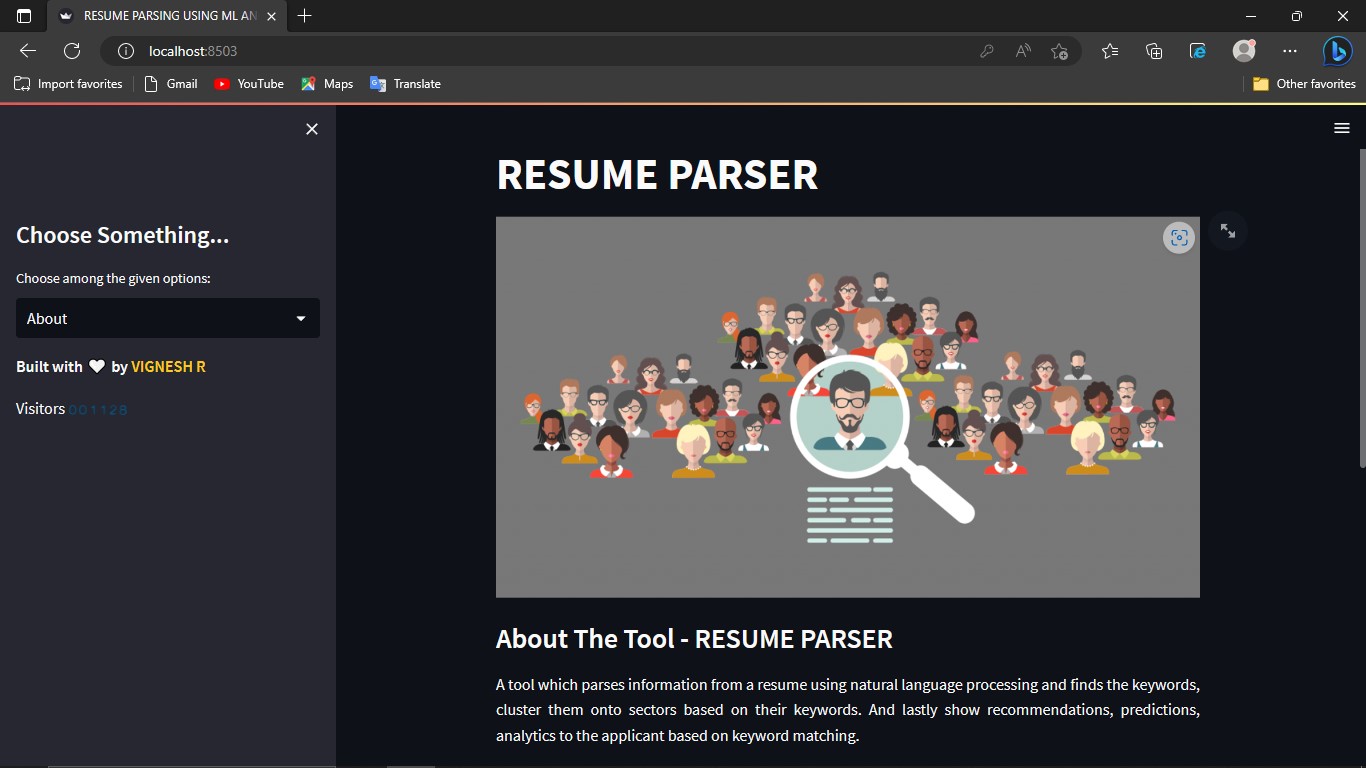 RESUME PARSING USING ML AN
localhost:8503
Import favorites
Gmail
YouTube
Maps
Translate
Other favorites
Choose Something...
Choose among the given options:
About
Built with by VIGNESH R
Visitors 001128
RESUME PARSER
About The Tool - RESUME PARSER
A tool which parses information from a resume using natural language processing and finds the keywords,
cluster them onto sectors based on their keywords. And lastly show recommendations, predictions,
analytics to the applicant based on keyword matching.